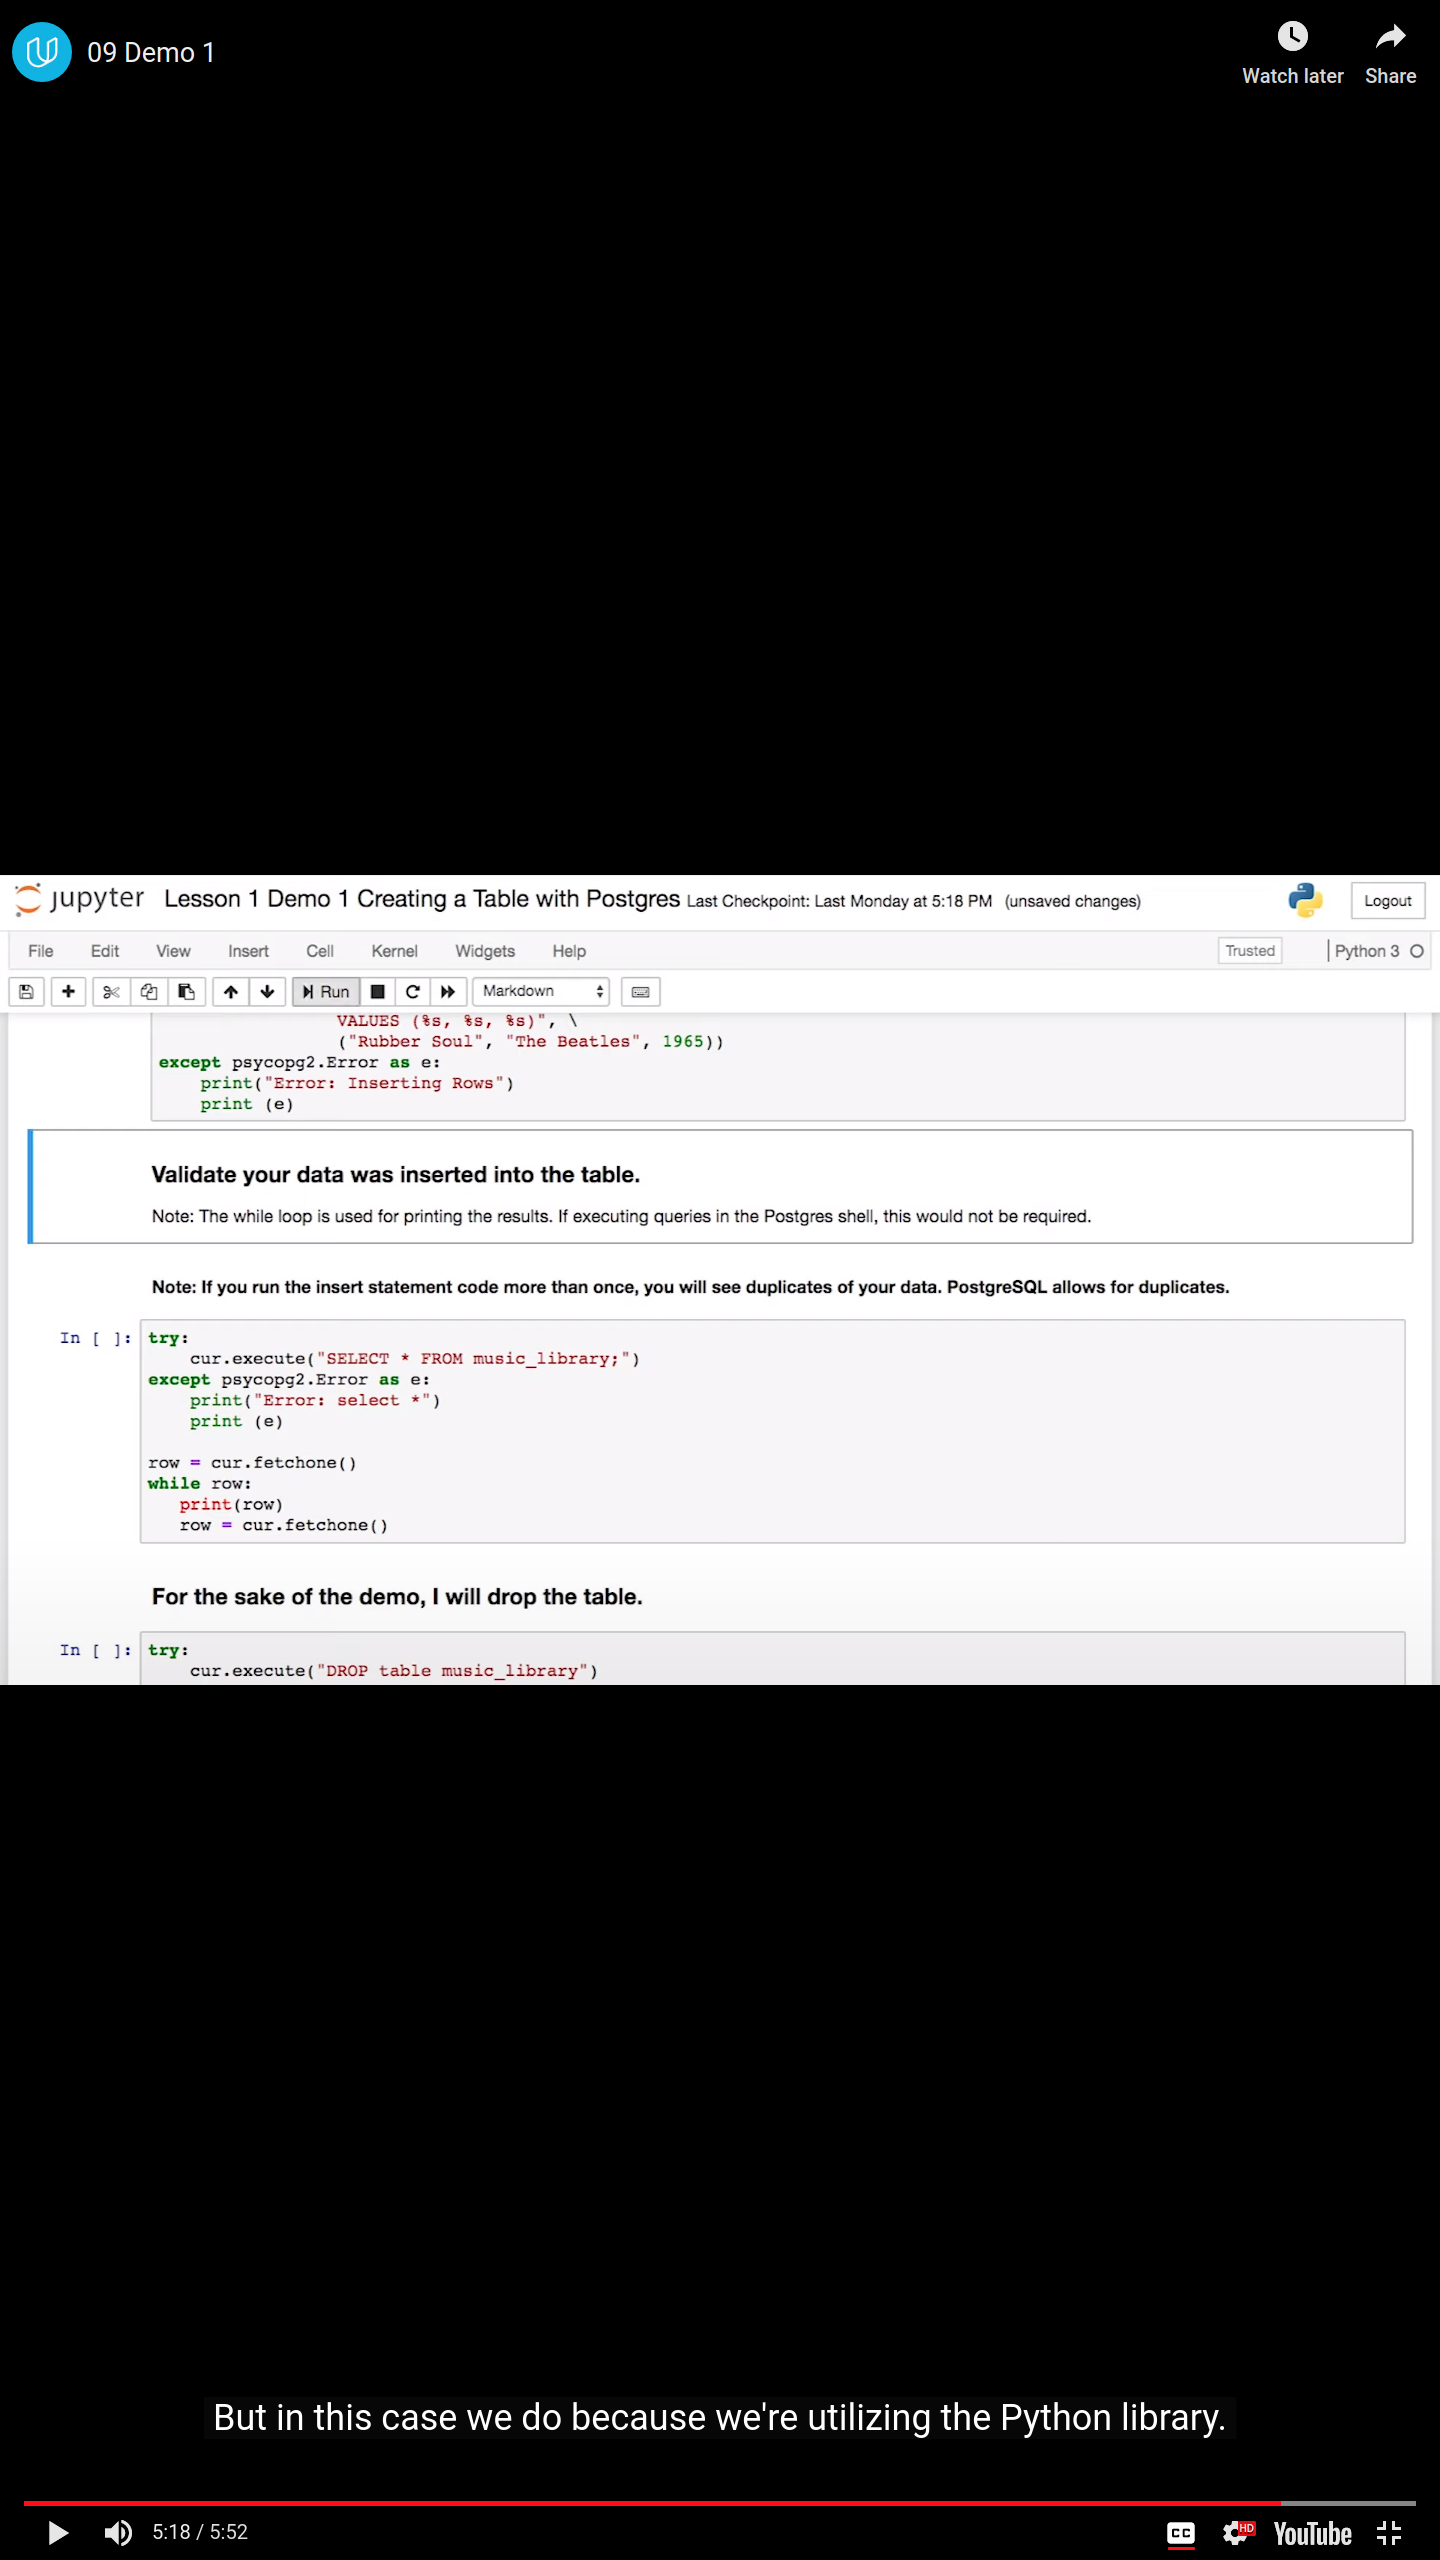 09 Demo 1
Watch later
Share
jupyter Lesson 1 Demo 1 Creating a Table with Postgres Last Checkpoint: Last Monday at 5:18 PM (unsaved changes)
Logout
File Edit View Insert Cell Kernel Widgets Help
Trusted
Python 3
Run
Markdown
VALUES (%s, %s, %s)", \
("Rubber Soul", "The Beatles", 1965))
except psycopg2.Error as e:
print("Error: Inserting Rows")
print (e)
Validate your data was inserted into the table.
Note: The while loop is used for printing the results. If executing queries in the Postgres shell, this would not be required.
Note: If you run the insert statement code more than once, you will see duplicates of your data. PostgreSQL allows for duplicates.
In [ ]: try:
cur.execute("SELECT * FROM music_library;")
except psycopg2.Error as e:
print("Error: select *")
print (e)
row = cur.fetchone()
while row:
print(row)
row = cur.fetchone()
For the sake of the demo, I will drop the table.
In [ ]: try:
cur.execute("DROP table music_library")
But in this case we do because we're utilizing the Python library.
5:18 / 5:52
CC
HD
YouTube